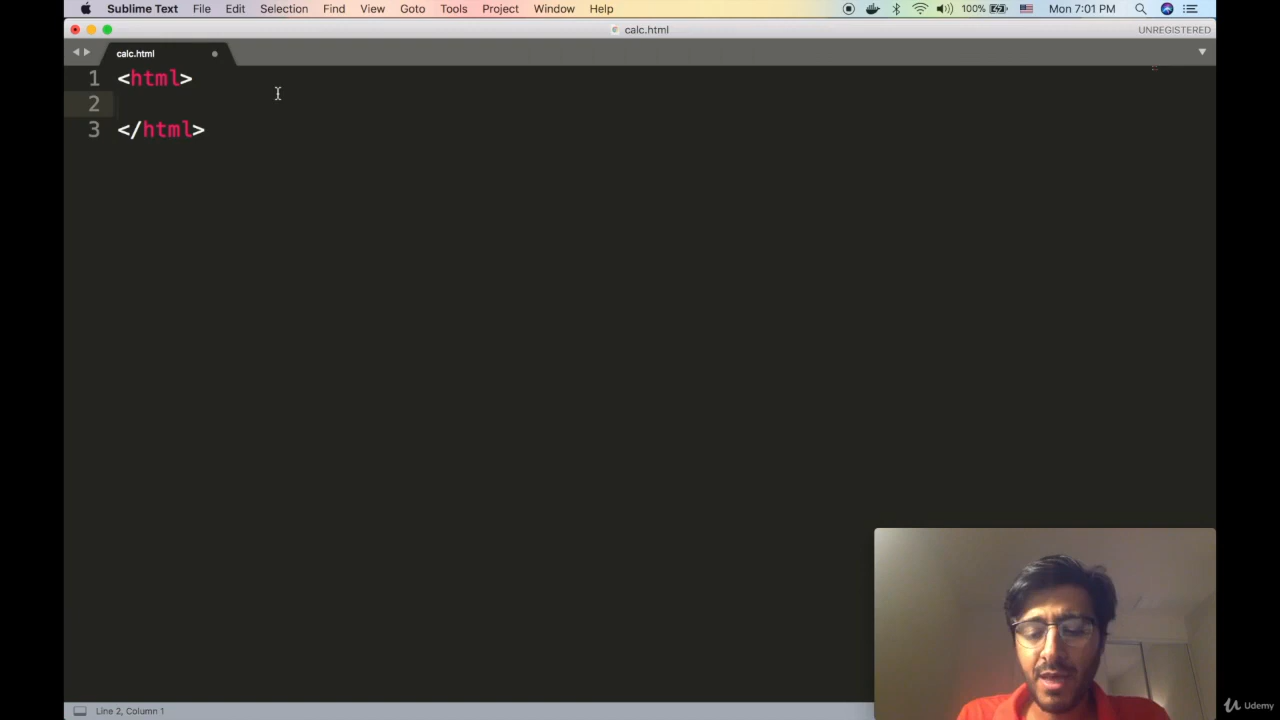 Sublime Text File Edit Selection Find View Goto Tools Project Window Help 100% Mon 7:01 PM
calc.html UNREGISTERED
calc.html
1 <html>
2
3 </html>
Line 2, Column 1
Udemy